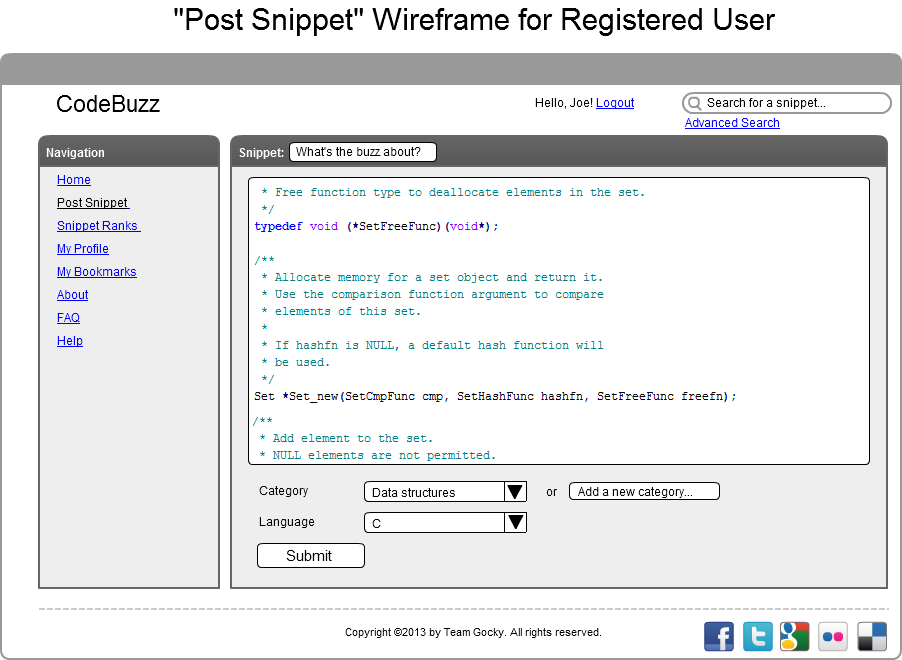 "Post Snippet" Wireframe for Registered User
CodeBuzz
Hello, Joe! Logout
Search for a snippet...
Advanced Search
Navigation
Home
Post Snippet
Snippet Ranks
My Profile
My Bookmarks
About
FAQ
Help
Snippet: What's the buzz about?
* Free function type to deallocate elements in the set.
*/
typedef void (*SetFreeFunc)(void*);
/**
* Allocate memory for a set object and return it.
* Use the comparison function argument to compare
* elements of this set.
*
* If hashfn is NULL, a default hash function will
* be used.
*/
Set *Set_new(SetCmpFunc cmp, SetHashFunc hashfn, SetFreeFunc freefn);
/**
* Add element to the set.
* NULL elements are not permitted.
Category Data structures or Add a new category...
Language C
Submit
Copyright ©2013 by Team Gocky. All rights reserved.
f t g